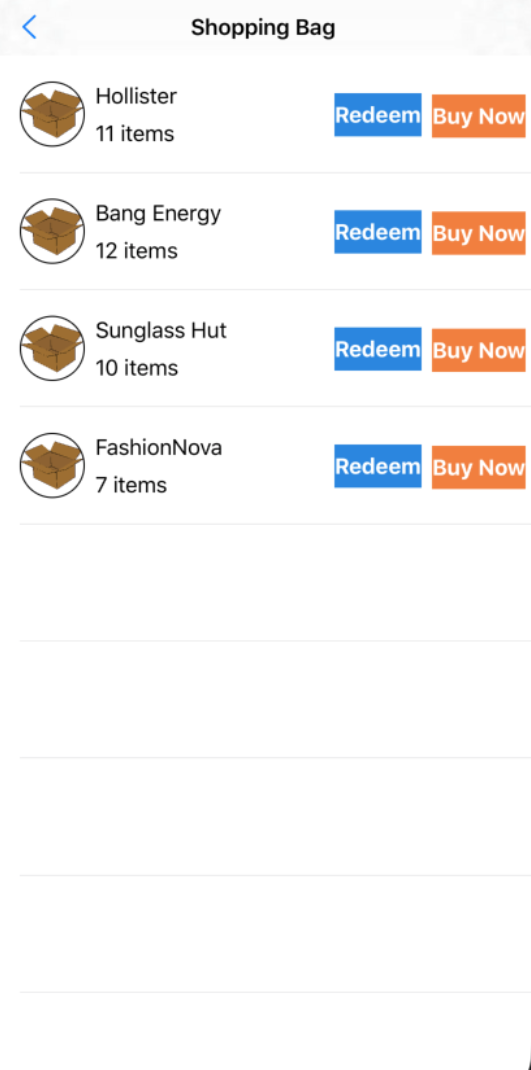 Shopping Bag
Hollister
11 items
Redeem
Buy Now
Bang Energy
12 items
Redeem
Buy Now
Sunglass Hut
10 items
Redeem
Buy Now
FashionNova
7 items
Redeem
Buy Now